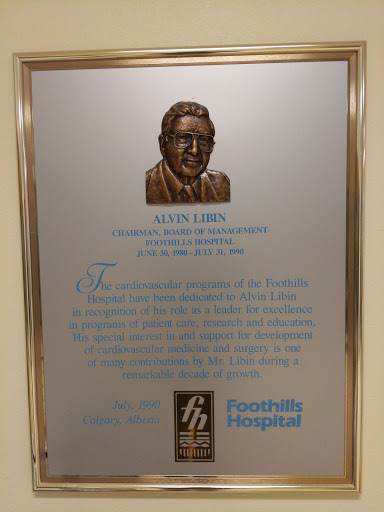 ALVIN LIBIN
CHAIRMAN, BOARD OF MANAGEMENT
FOOTHILLS HOSPITAL
JUNE 30, 1980 – JULY 31, 1990
The cardiovascular programs of the Foothills
Hospital have been dedicated to Alvin Libin
in recognition of his role as a leader for excellence
in programs of patient care, research and education.
His special interest in and support for development
of cardiovascular medicine and surgery is one
of many contributions by Mr. Libin during a
remarkable decade of growth.
July, 1990
Calgary, Alberta
fh
Foothills
Hospital